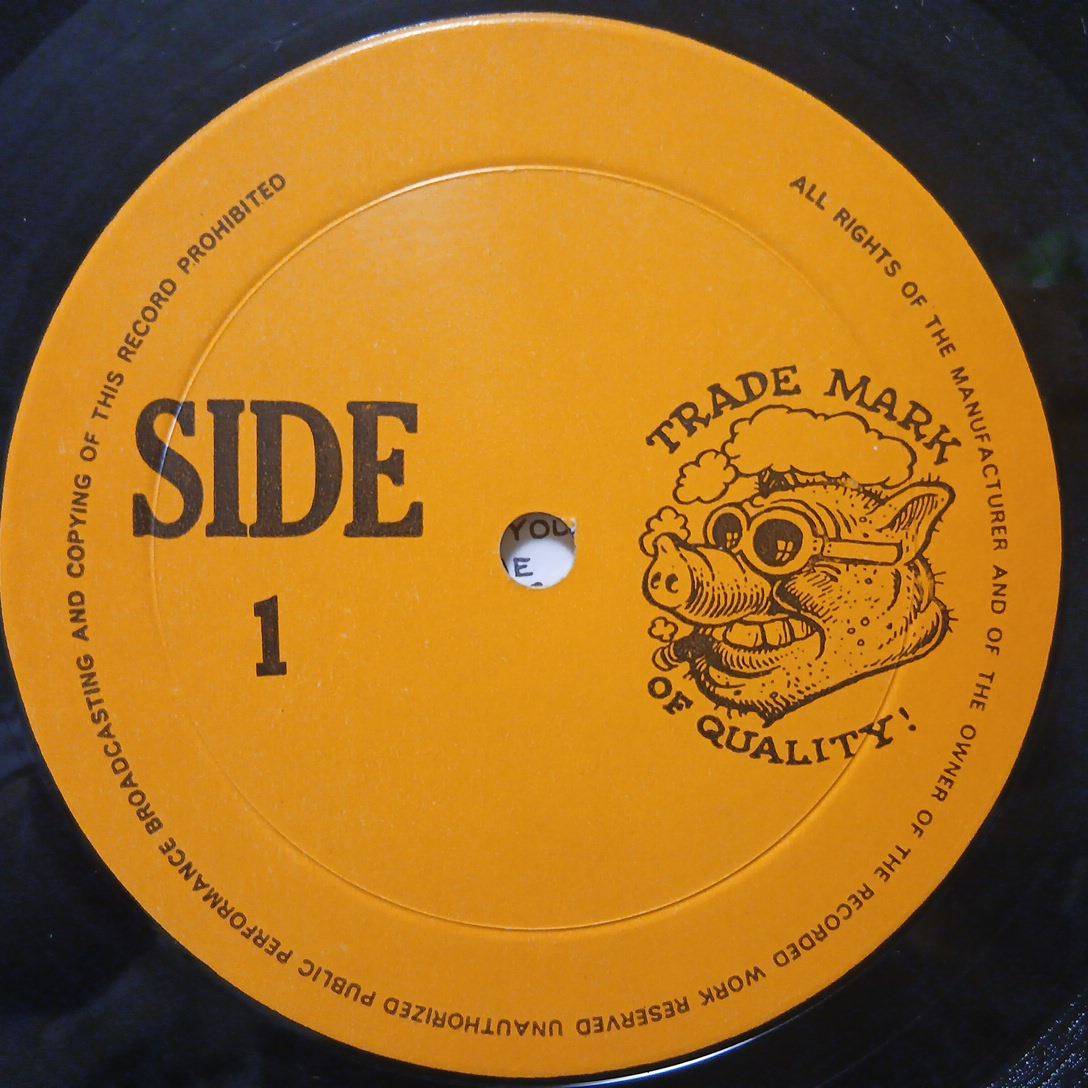 ALL RIGHTS OF THE MANUFACTURER AND OF THE OWNER OF THE RECORDED WORK RESERVED UNAUTHORIZED PUBLIC PERFORMANCE BROADCASTING AND COPYING OF THIS RECORD PROHIBITED
SIDE
1
TRADE MARK
OF QUALITY!
YOU
E